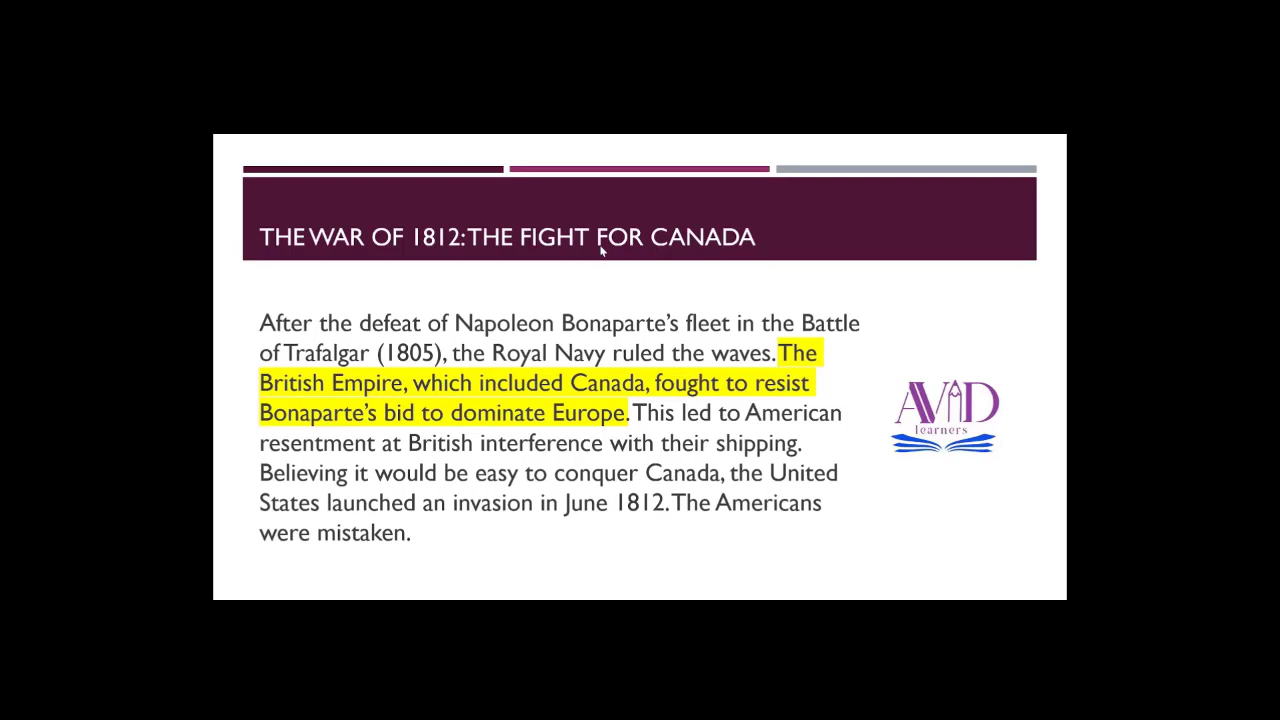 THE WAR OF 1812: THE FIGHT FOR CANADA
After the defeat of Napoleon Bonaparte's fleet in the Battle
of Trafalgar (1805), the Royal Navy ruled the waves. The
British Empire, which included Canada, fought to resist
Bonaparte's bid to dominate Europe. This led to American
resentment at British interference with their shipping.
Believing it would be easy to conquer Canada, the United
States launched an invasion in June 1812. The Americans
were mistaken.
AVID
learners